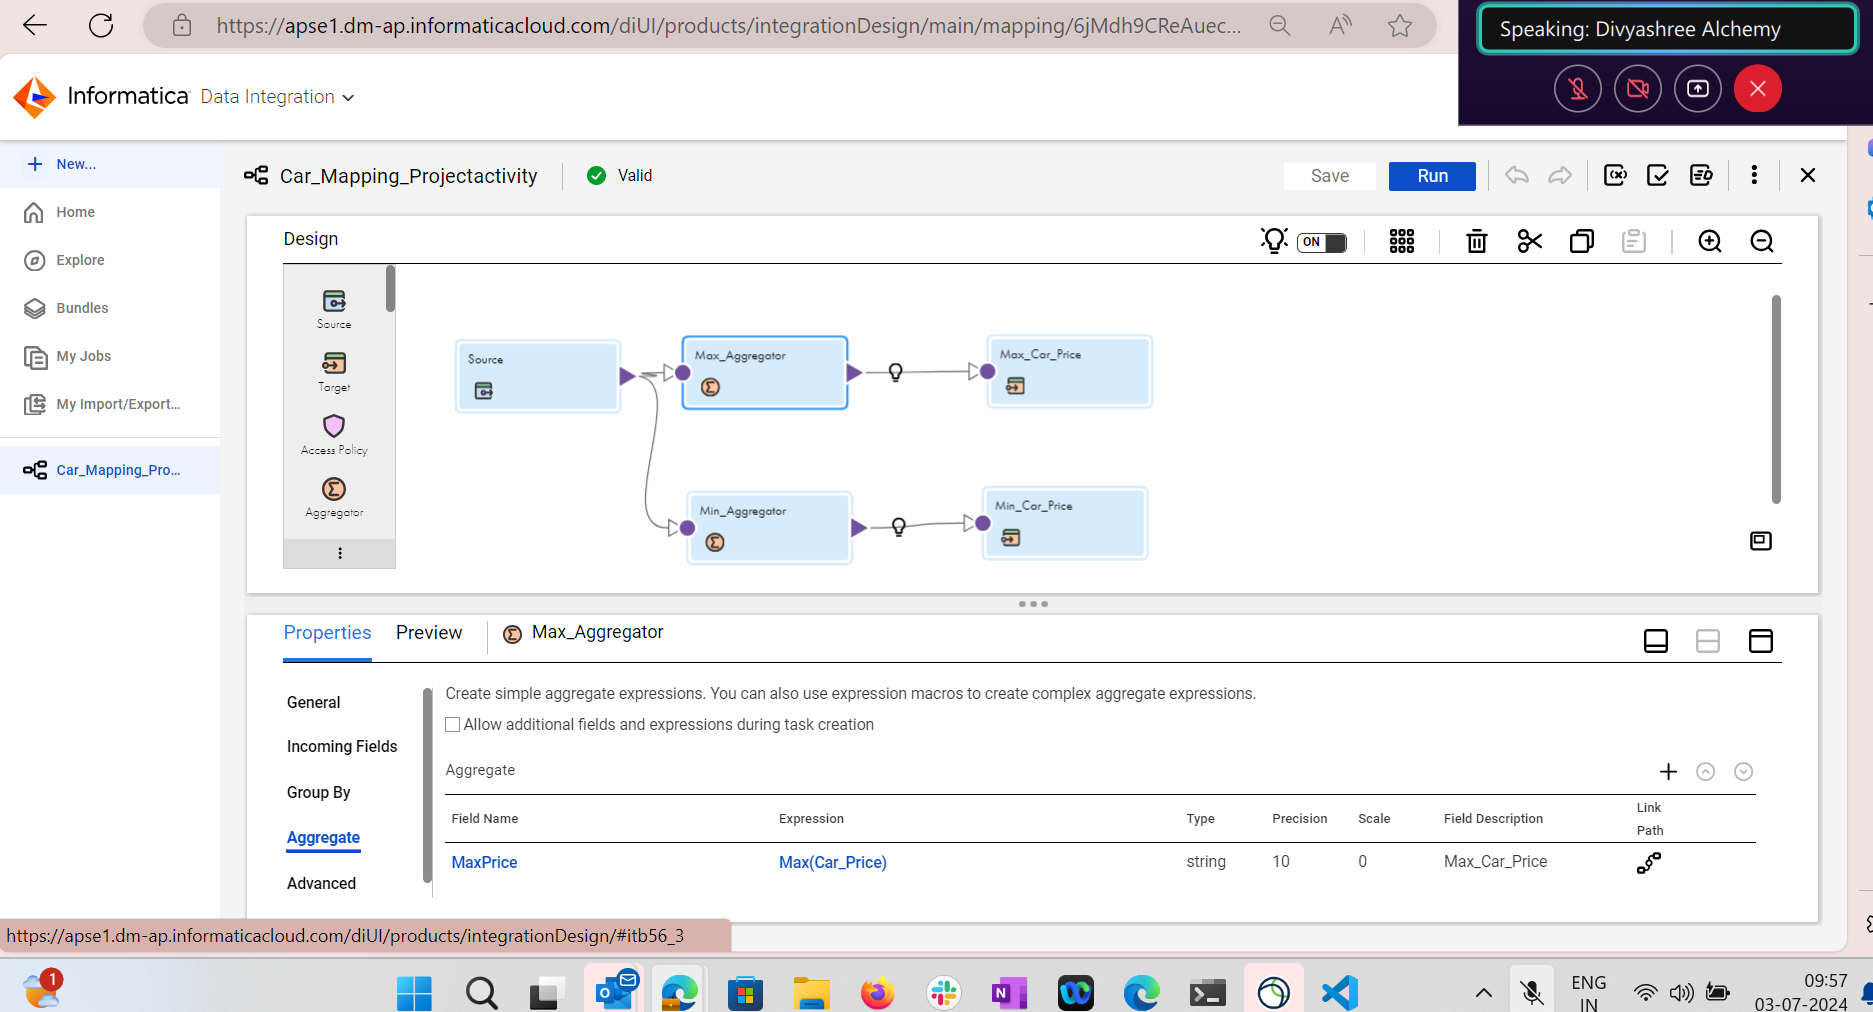 https://apse1.dm-ap.informaticacloud.com/diUI/products/integrationDesign/main/mapping/6jMdh9CReAuec...
Speaking: Divyashree Alchemy
Informatica Data Integration
New...
Home
Explore
Bundles
My Jobs
My Import/Export...
Car_Mapping_Pro...
Car_Mapping_Projectactivity
Valid
Save
Run
Design
ON
Source
Target
Access Policy
Aggregator
Source
Max_Aggregator
Max_Car_Price
Min_Aggregator
Min_Car_Price
Properties
Preview
Max_Aggregator
General
Incoming Fields
Group By
Aggregate
Advanced
Create simple aggregate expressions. You can also use expression macros to create complex aggregate expressions.
Allow additional fields and expressions during task creation
Aggregate
Field Name Expression Type Precision Scale Field Description Link Path
MaxPrice Max(Car_Price) string 10 0 Max_Car_Price
https://apse1.dm-ap.informaticacloud.com/diUI/products/integrationDesign/#itb56_3
1
ENG
IN
09:57
03-07-2024